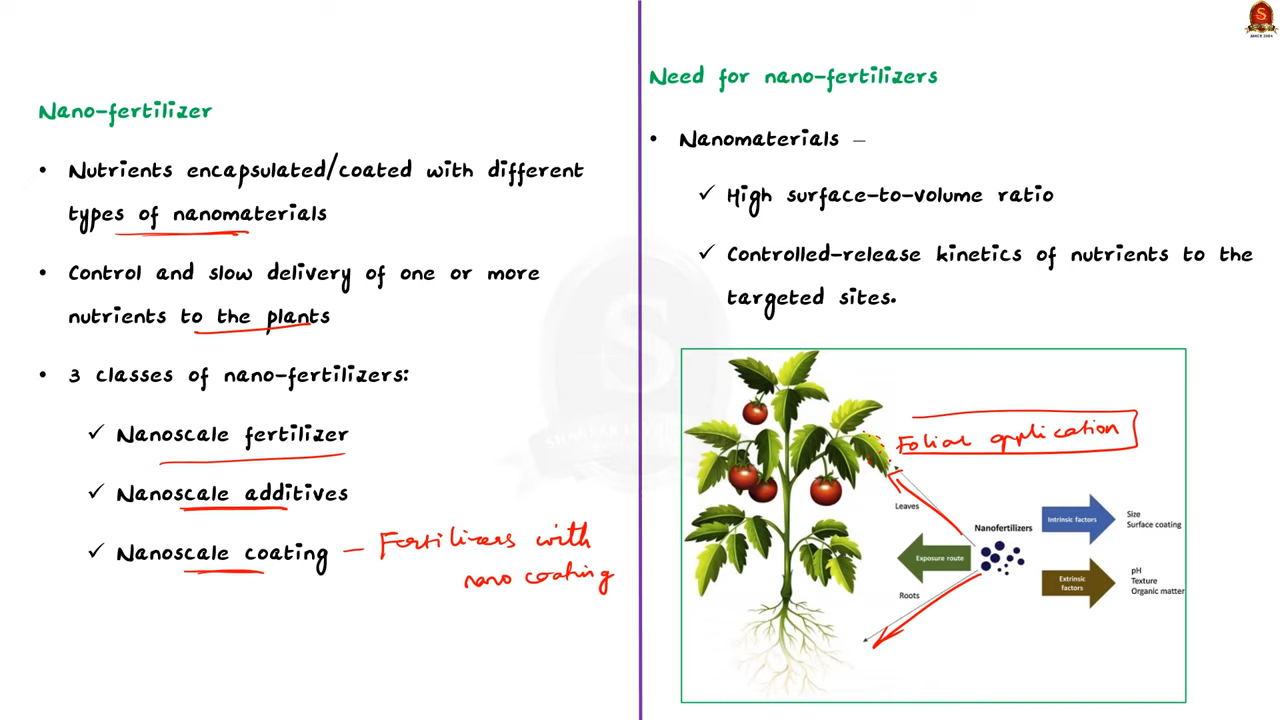 Nano-fertilizer
• Nutrients encapsulated/coated with different
types of nanomaterials
• Control and slow delivery of one or more
nutrients to the plants
• 3 classes of nano-fertilizers:
✓ Nanoscale fertilizer
✓ Nanoscale additives
✓ Nanoscale coating – Fertilizers with
nano coating
Need for nano-fertilizers
• Nanomaterials –
✓ High surface-to-volume ratio
✓ Controlled-release kinetics of nutrients to the
targeted sites.
Foliar application
Leaves
Nanofertilizers
Intrinsic factors
Size
Surface coating
Exposure route
Extrinsic
factors
pH
Texture
Organic matter
Roots
S
SINCE 2004